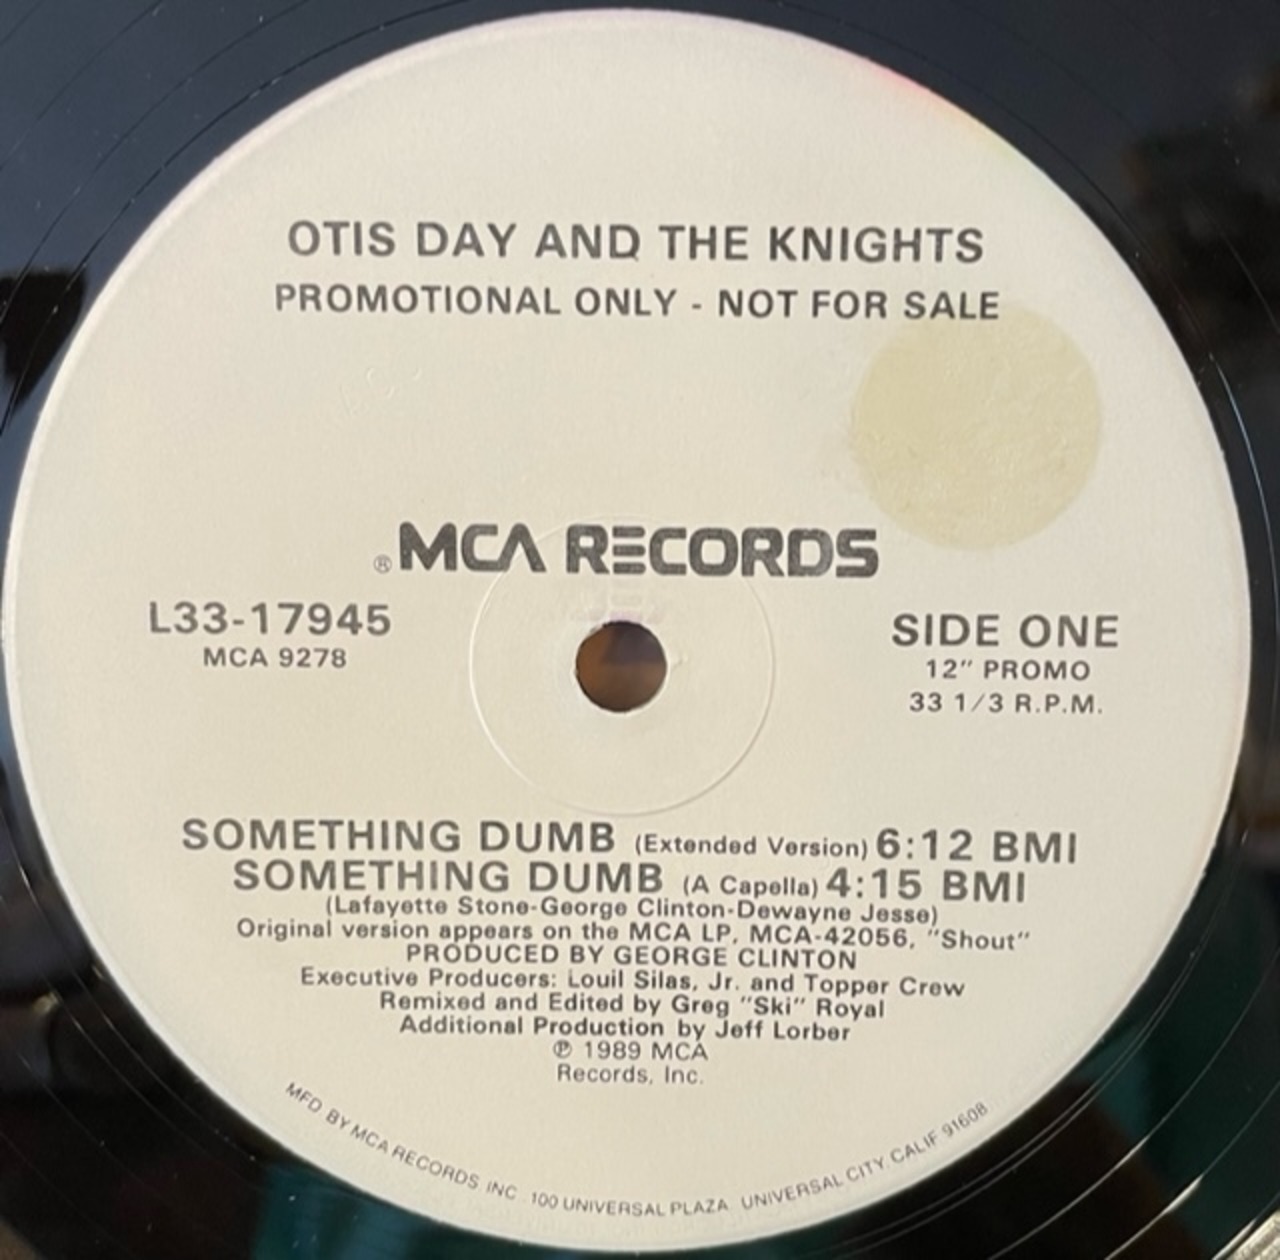 OTIS DAY AND THE KNIGHTS
PROMOTIONAL ONLY - NOT FOR SALE
® MCA RECORDS
L33-17945
MCA 9278
SIDE ONE
12" PROMO
33 1/3 R.P.M.
SOMETHING DUMB (Extended Version) 6:12 BMI
SOMETHING DUMB (A Capella) 4:15 BMI
(Lafayette Stone-George Clinton-Dewayne Jesse)
Original version appears on the MCA LP, MCA-42056, "Shout"
PRODUCED BY GEORGE CLINTON
Executive Producers: Louil Silas, Jr. and Topper Crew
Remixed and Edited by Greg "Ski" Royal
Additional Production by Jeff Lorber
℗ 1989 MCA
Records, Inc.
MFD BY MCA RECORDS INC. 100 UNIVERSAL PLAZA UNIVERSAL CITY. CALIF 91608